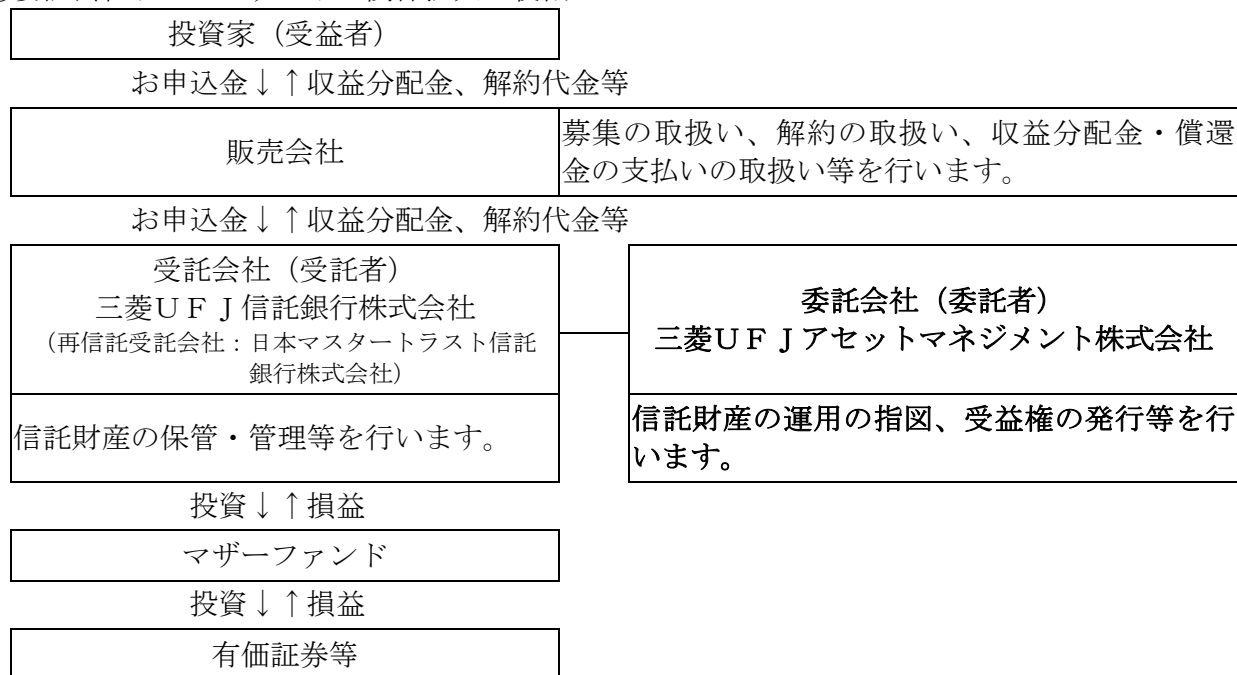 投資家（受益者）
お申込金↓↑収益分配金、解約代金等
販売会社
募集の取扱い、解約の取扱い、収益分配金・償還
金の支払いの取扱い等を行います。
お申込金↓↑収益分配金、解約代金等
受託会社（受託者）
三菱ＵＦＪ信託銀行株式会社
（再信託受託会社：日本マスタートラスト信託
銀行株式会社）
委託会社（委託者）
三菱ＵＦＪアセットマネジメント株式会社
信託財産の保管・管理等を行います。
信託財産の運用の指図、受益権の発行等を行
います。
投資↓↑損益
マザーファンド
投資↓↑損益
有価証券等